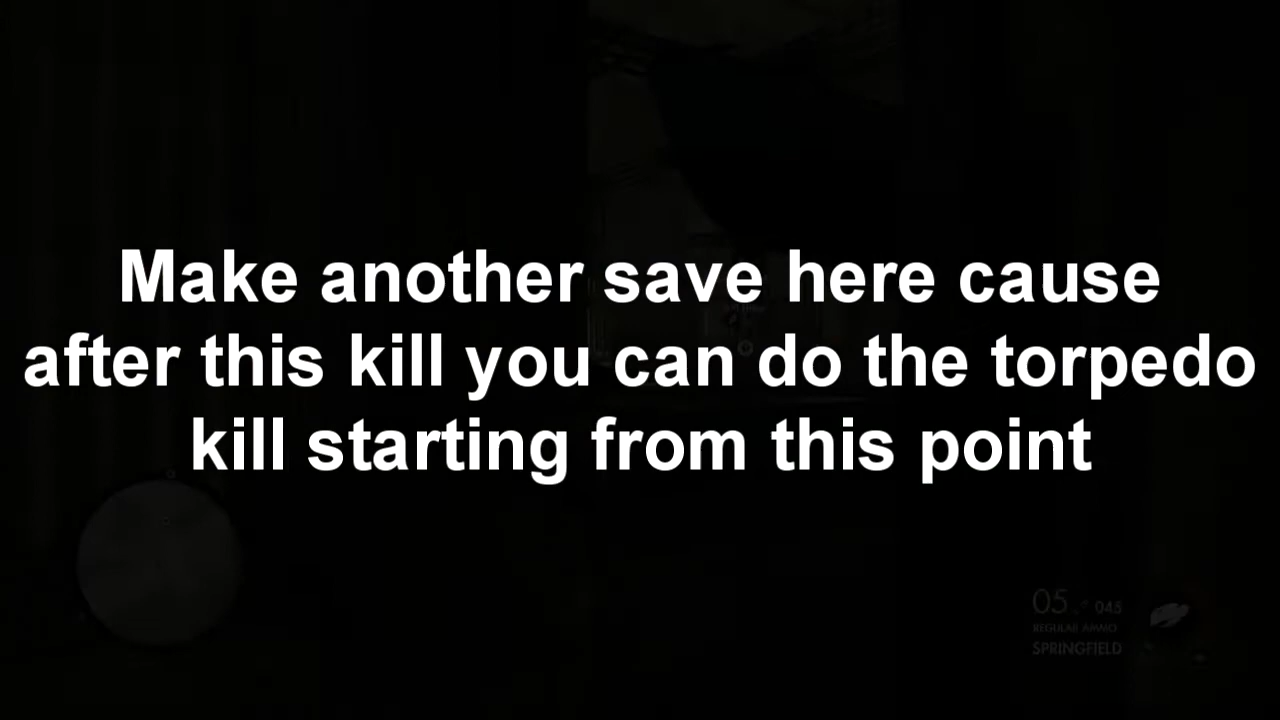 Make another save here cause
after this kill you can do the torpedo
kill starting from this point
05 045
REGULAR AMMO
SPRINGFIELD